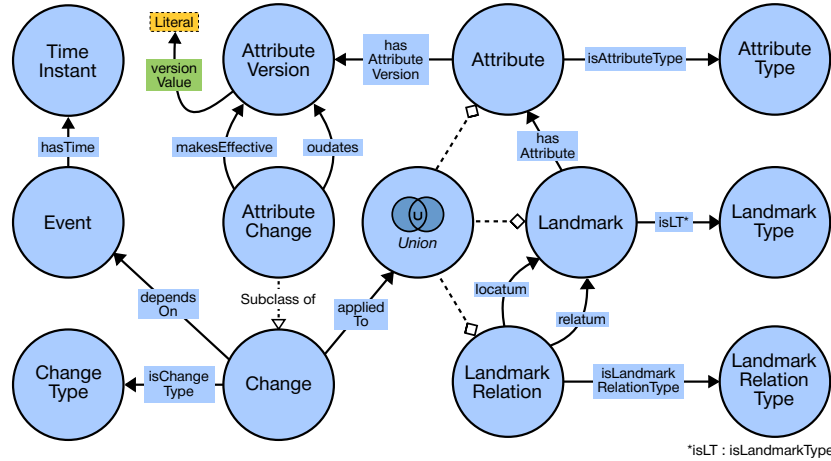 Literal
Time
Instant
Attribute
Version
has
Attribute
Version
Attribute
isAttributeType
Attribute
Type
version
Value
hasTime
makesEffective
oudates
has
Attribute
Event
Attribute
Change
U
Union
Landmark
isLT*
Landmark
Type
depends
On
Subclass of
applied
To
locatum
relatum
Change
Type
isChange
Type
Change
Landmark
Relation
isLandmark
RelationType
Landmark
Relation
Type
*isLT : isLandmarkType